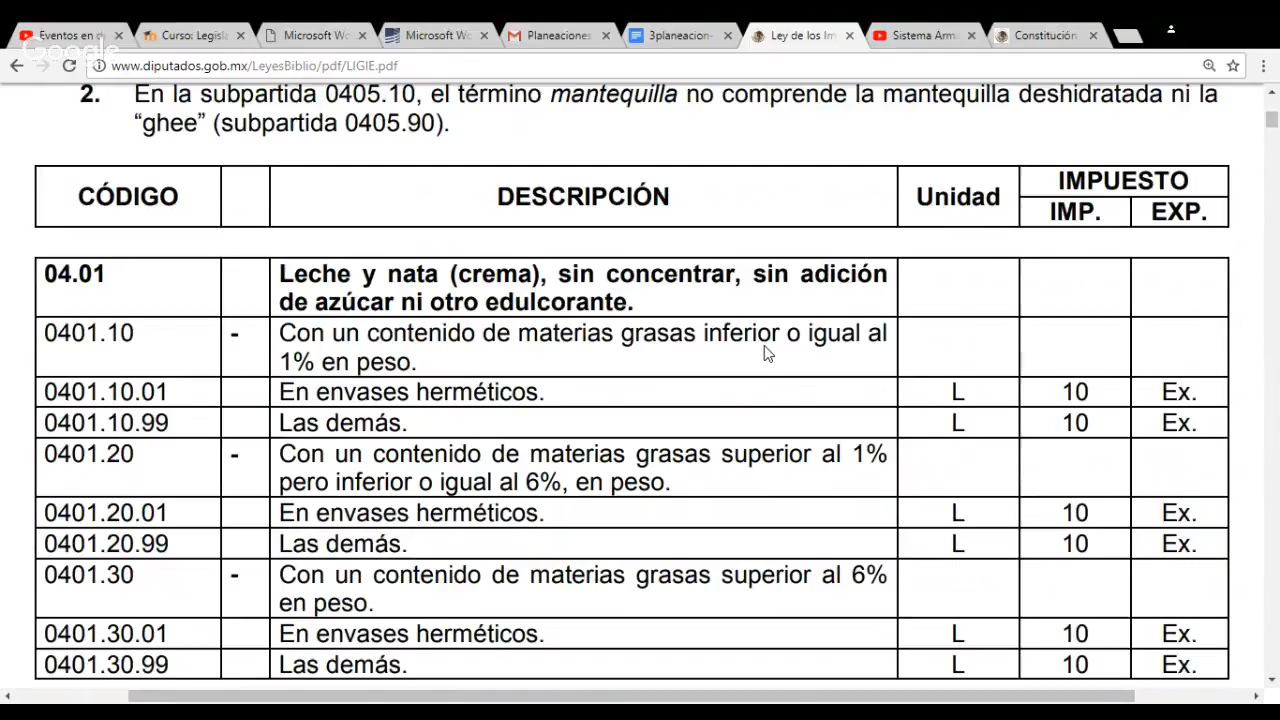 Eventos en d
Curso: Legisla
Microsoft Wo
Microsoft Wo
Planeaciones
3planeacion-
Ley de los Im
Sistema Arm
Constitución
Google
www.diputados.gob.mx/LeyesBiblio/pdf/LIGIE.pdf
2. En la subpartida 0405.10, el término mantequilla no comprende la mantequilla deshidratada ni la
“ghee” (subpartida 0405.90).
CÓDIGO DESCRIPCIÓN Unidad IMPUESTO
IMP. EXP.
04.01 Leche y nata (crema), sin concentrar, sin adición
de azúcar ni otro edulcorante.
0401.10 - Con un contenido de materias grasas inferior o igual al
1% en peso.
0401.10.01 En envases herméticos. L 10 Ex.
0401.10.99 Las demás. L 10 Ex.
0401.20 - Con un contenido de materias grasas superior al 1%
pero inferior o igual al 6%, en peso.
0401.20.01 En envases herméticos. L 10 Ex.
0401.20.99 Las demás. L 10 Ex.
0401.30 - Con un contenido de materias grasas superior al 6%
en peso.
0401.30.01 En envases herméticos. L 10 Ex.
0401.30.99 Las demás. L 10 Ex.